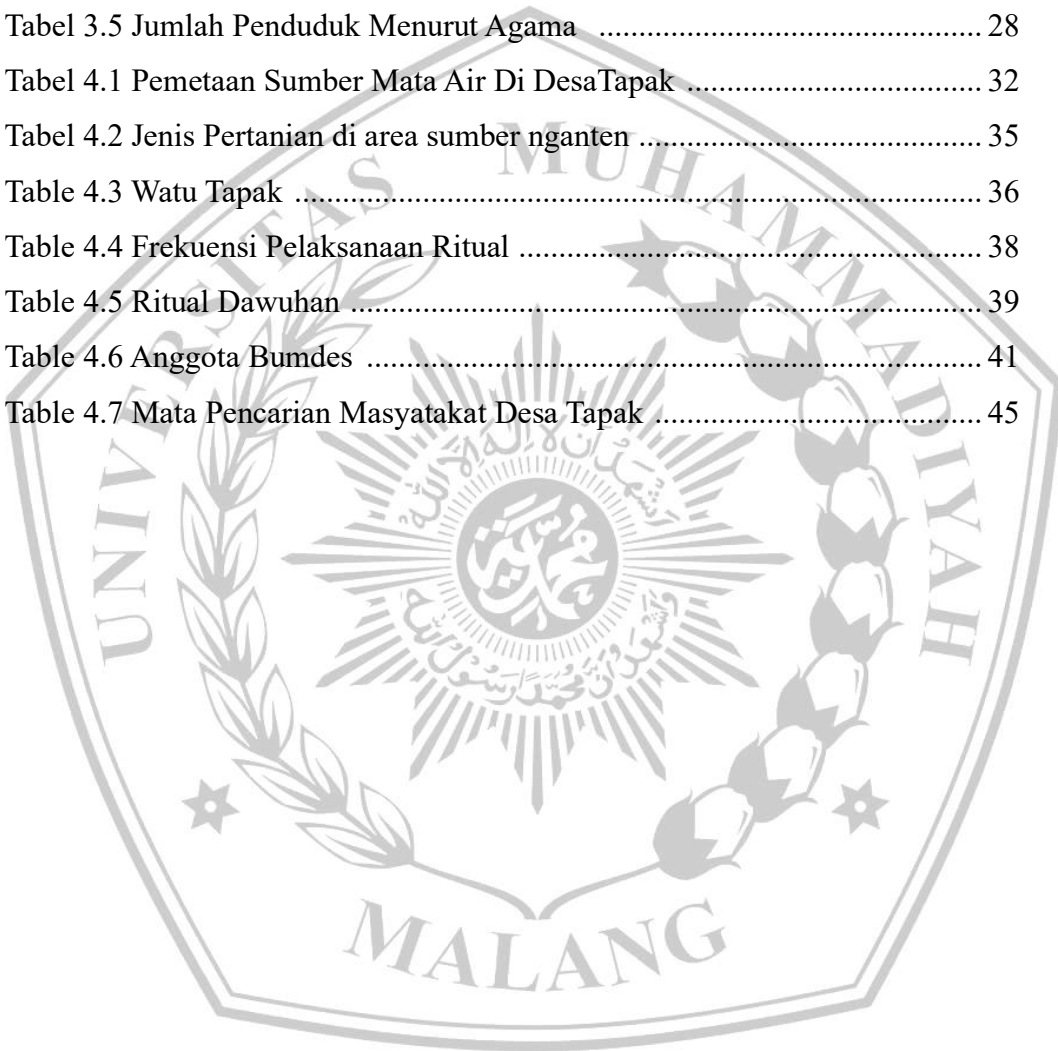 Tabel 3.5 Jumlah Penduduk Menurut Agama ................................................ 28
Tabel 4.1 Pemetaan Sumber Mata Air Di DesaTapak ..................................... 32
Tabel 4.2 Jenis Pertanian di area sumber nganten ........................................... 35
Table 4.3 Watu Tapak ...................................................................................... 36
Table 4.4 Frekuensi Pelaksanaan Ritual .......................................................... 38
Table 4.5 Ritual Dawuhan ............................................................................... 39
Table 4.6 Anggota Bumdes ............................................................................. 41
Table 4.7 Mata Pencarian Masyatakat Desa Tapak ......................................... 45
UNIVERSITAS MUHAMMADIYAH
MALANG